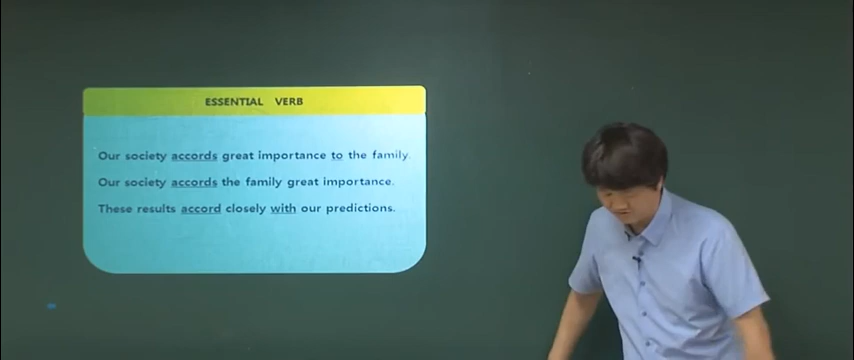 ESSENTIAL VERB
Our society accords great importance to the family.
Our society accords the family great importance.
These results accord closely with our predictions.